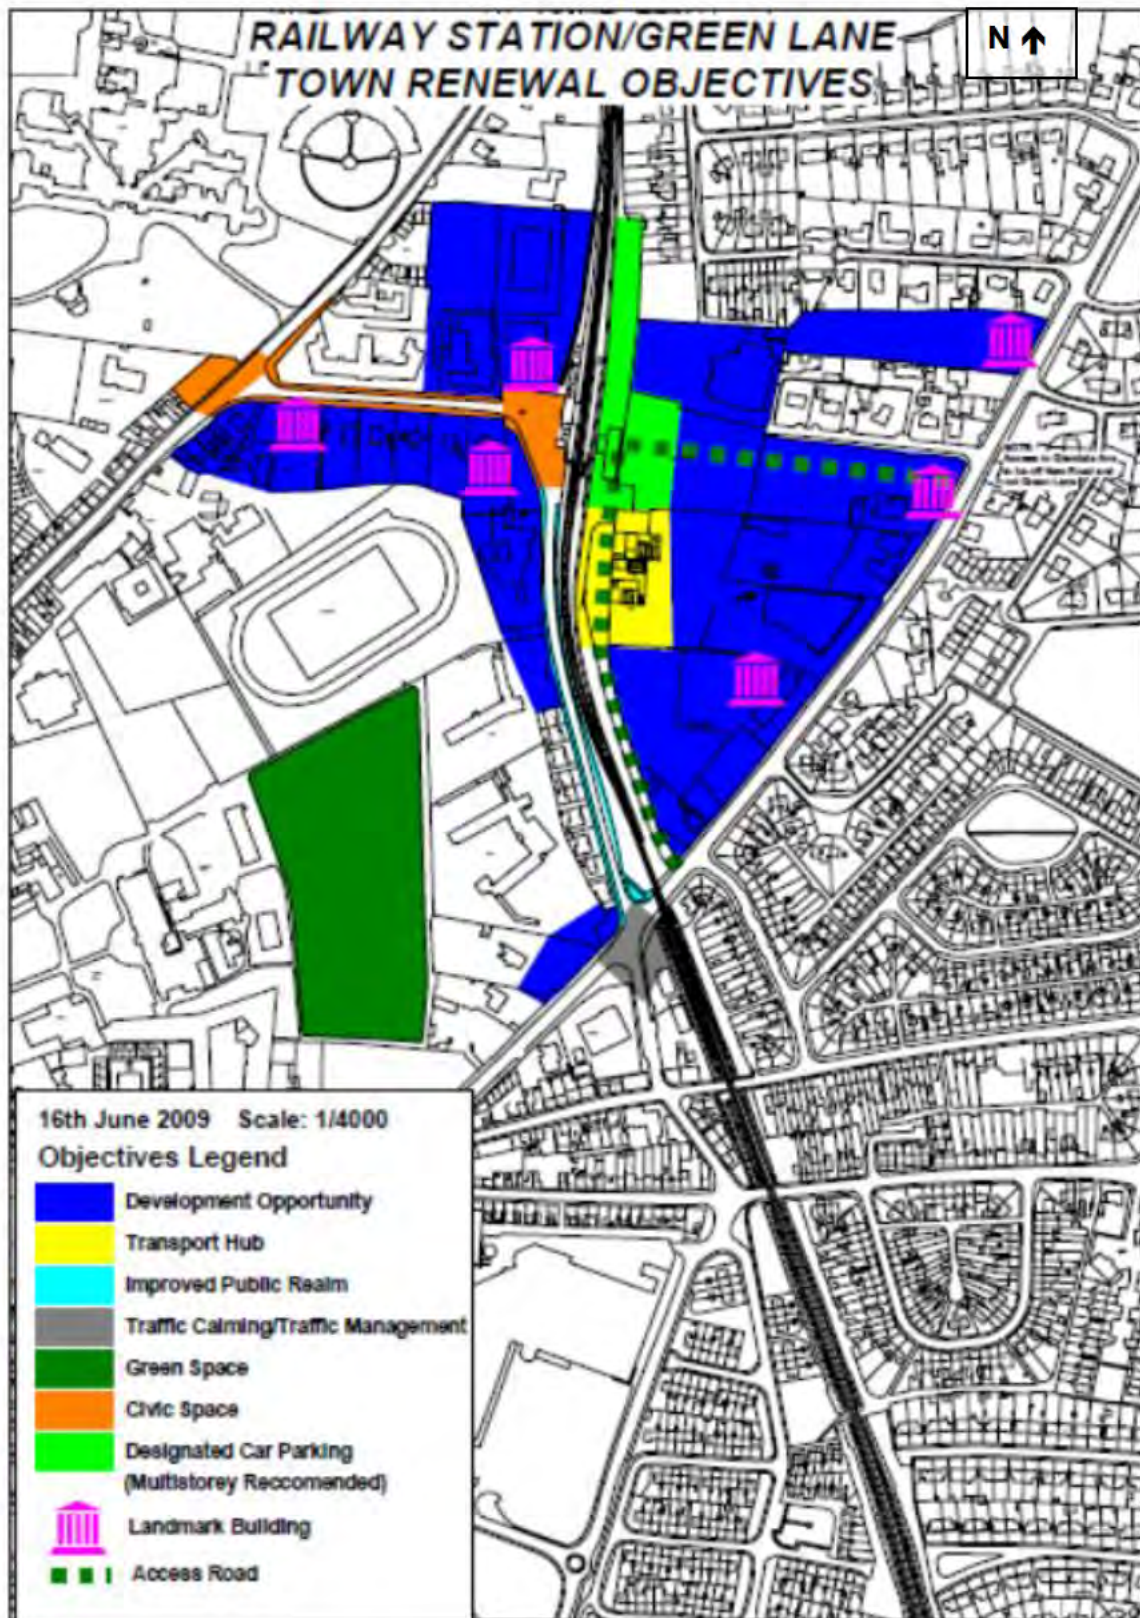 RAILWAY STATION/GREEN LANE
TOWN RENEWAL OBJECTIVES
N
16th June 2009 Scale: 1/4000
Objectives Legend
Development Opportunity
Transport Hub
Improved Public Realm
Traffic Calming/Traffic Management
Green Space
Civic Space
Designated Car Parking
(Multistorey Reccomended)
Landmark Building
Access Road